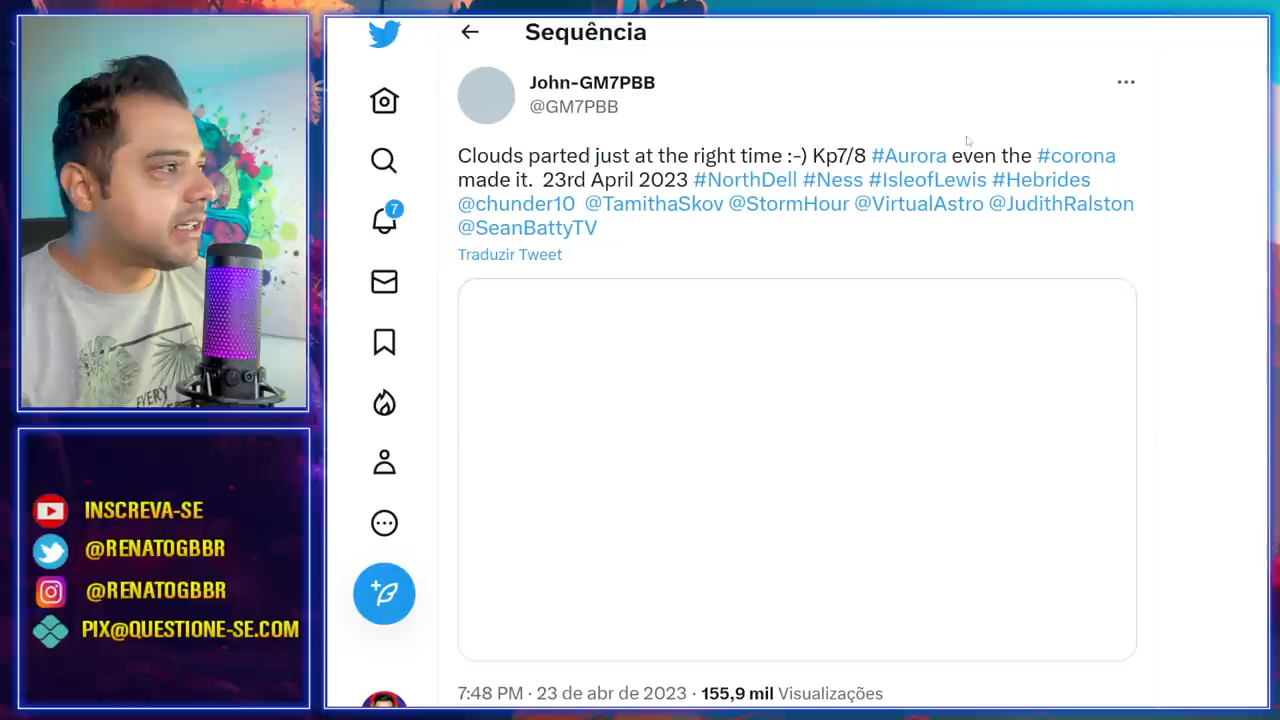 Sequência
John-GM7PBB
@GM7PBB
Clouds parted just at the right time :-) Kp7/8 #Aurora even the #corona
made it. 23rd April 2023 #NorthDell #Ness #IsleofLewis #Hebrides
@chunder10 @TamithaSkov @StormHour @VirtualAstro @JudithRalston
@SeanBattyTV
Traduzir Tweet
7:48 PM · 23 de abr de 2023 · 155,9 mil Visualizações
7
EVERY
INSCREVA-SE
@RENATOGBBR
@RENATOGBBR
PIX@QUESTIONE-SE.COM